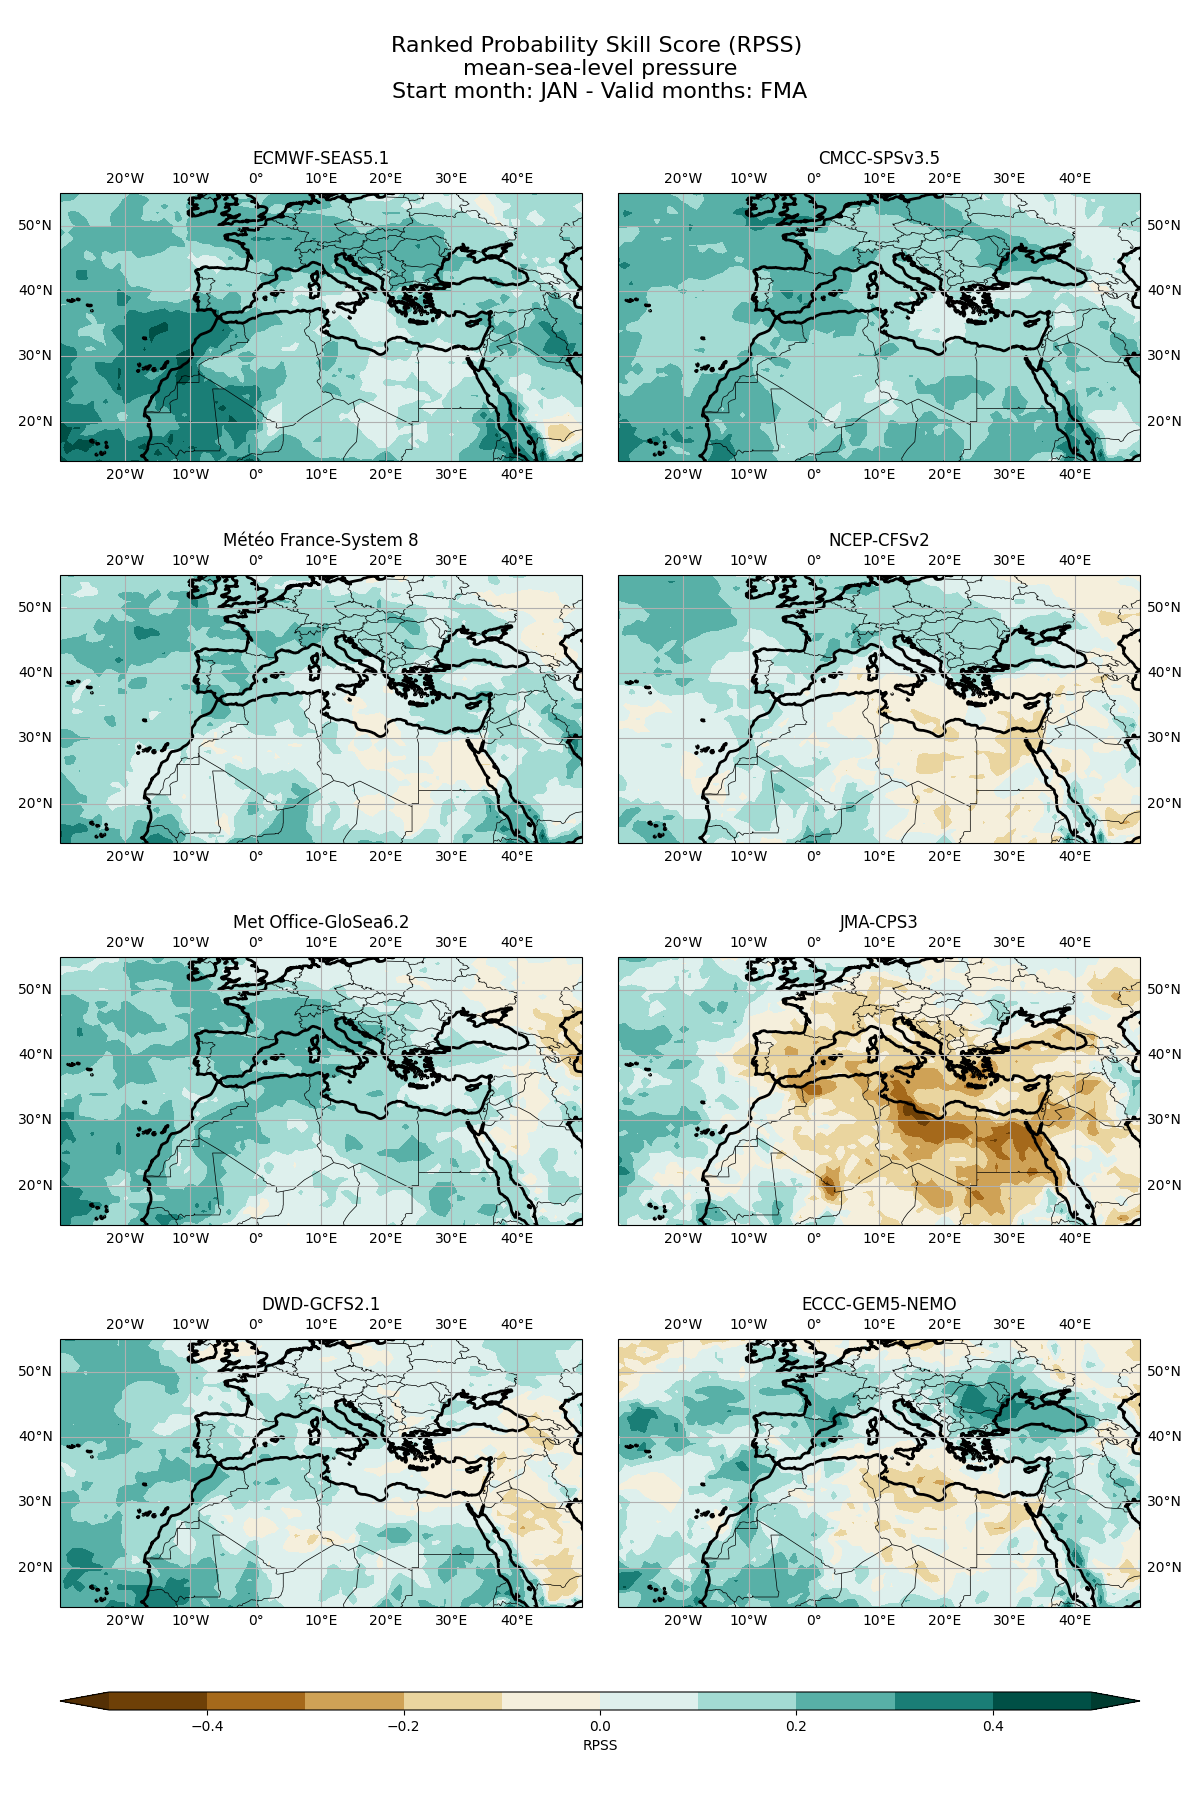 Ranked Probability Skill Score (RPSS)
mean-sea-level pressure
Start month: JAN - Valid months: FMA
ECMWF-SEAS5.1
20°W 10°W 0° 10°E 20°E 30°E 40°E
50°N
40°N
30°N
20°N
20°W 10°W 0° 10°E 20°E 30°E 40°E
CMCC-SPSv3.5
20°W 10°W 0° 10°E 20°E 30°E 40°E
50°N
40°N
30°N
20°N
20°W 10°W 0° 10°E 20°E 30°E 40°E
Météo France-System 8
20°W 10°W 0° 10°E 20°E 30°E 40°E
50°N
40°N
30°N
20°N
20°W 10°W 0° 10°E 20°E 30°E 40°E
NCEP-CFSv2
20°W 10°W 0° 10°E 20°E 30°E 40°E
50°N
40°N
30°N
20°N
20°W 10°W 0° 10°E 20°E 30°E 40°E
Met Office-GloSea6.2
20°W 10°W 0° 10°E 20°E 30°E 40°E
50°N
40°N
30°N
20°N
20°W 10°W 0° 10°E 20°E 30°E 40°E
JMA-CPS3
20°W 10°W 0° 10°E 20°E 30°E 40°E
50°N
40°N
30°N
20°N
20°W 10°W 0° 10°E 20°E 30°E 40°E
DWD-GCFS2.1
20°W 10°W 0° 10°E 20°E 30°E 40°E
50°N
40°N
30°N
20°N
20°W 10°W 0° 10°E 20°E 30°E 40°E
ECCC-GEM5-NEMO
20°W 10°W 0° 10°E 20°E 30°E 40°E
50°N
40°N
30°N
20°N
20°W 10°W 0° 10°E 20°E 30°E 40°E
−0.4 −0.2 0.0 0.2 0.4
RPSS